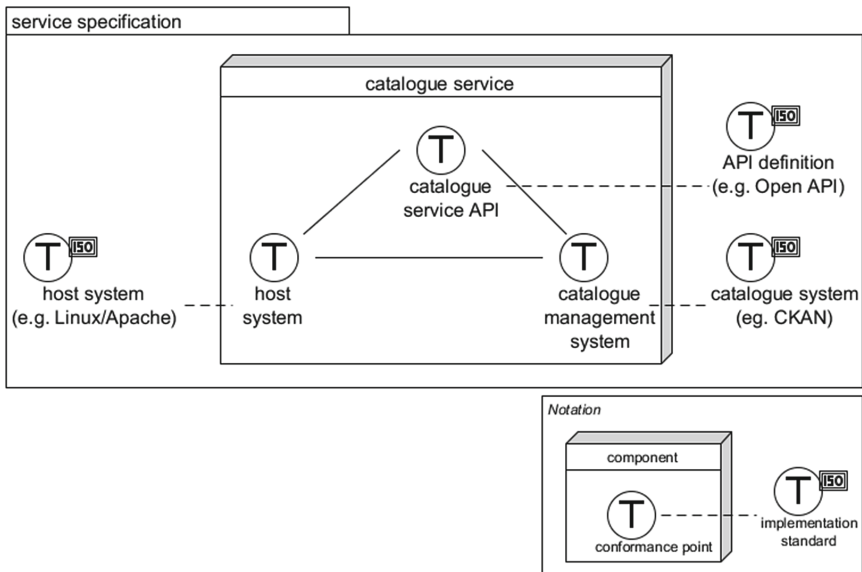 service specification
catalogue service
T
catalogue
service API
T ISO
API definition
(e.g. Open API)
T ISO
host system
(e.g. Linux/Apache)
T
host
system
T
catalogue
management
system
T ISO
catalogue system
(eg. CKAN)
Notation
component
T
conformance point
T ISO
implementation
standard